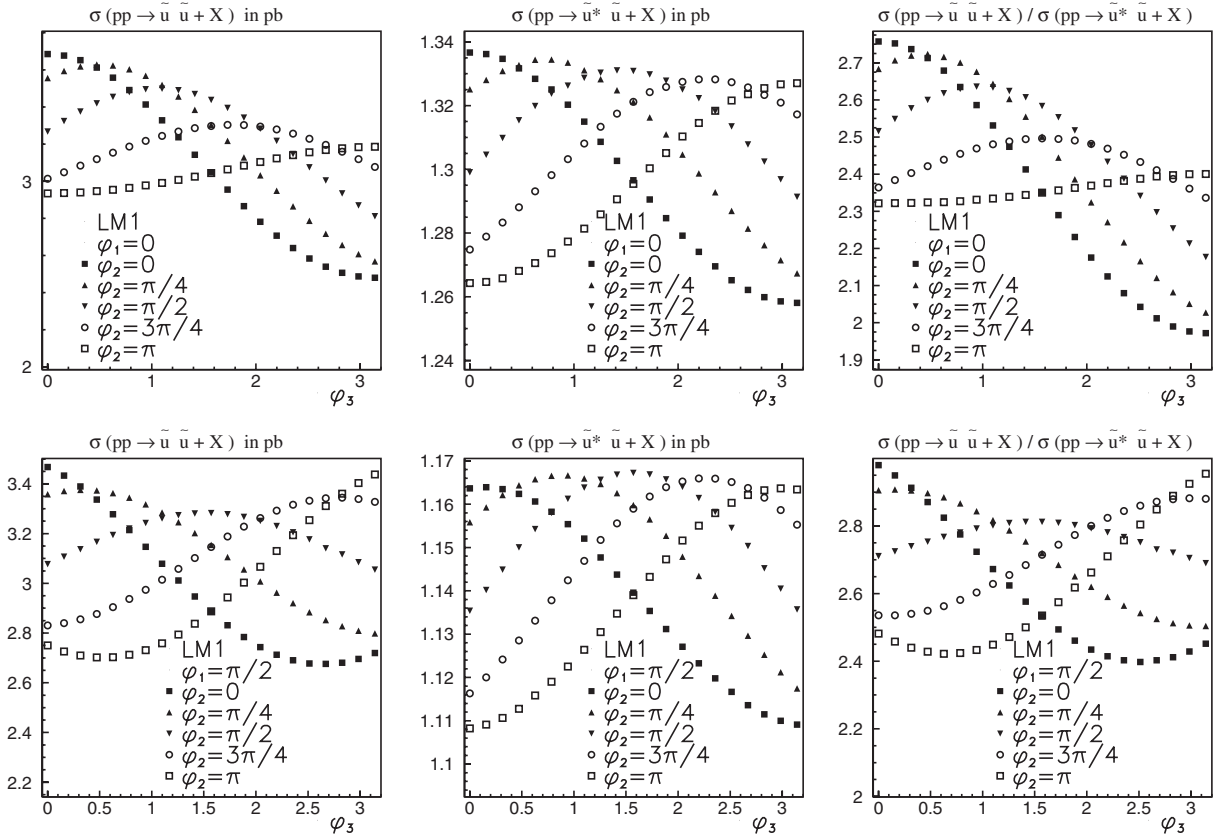 σ (pp → ũ ũ + X ) in pb
3
2
0
1
2
3
φ₃
LM1
φ₁=0
φ₂=0
φ₂=π/4
φ₂=π/2
φ₂=3π/4
φ₂=π
σ (pp → ũ* ũ + X ) in pb
1.34
1.32
1.3
1.28
1.26
1.24
0
1
2
3
φ₃
LM1
φ₁=0
φ₂=0
φ₂=π/4
φ₂=π/2
φ₂=3π/4
φ₂=π
σ (pp → ũ ũ + X ) / σ (pp → ũ* ũ + X )
2.7
2.6
2.5
2.4
2.3
2.2
2.1
2
1.9
0
1
2
3
φ₃
LM1
φ₁=0
φ₂=0
φ₂=π/4
φ₂=π/2
φ₂=3π/4
φ₂=π
σ (pp → ũ ũ + X ) in pb
3.4
3.2
3
2.8
2.6
2.4
2.2
0 0.5 1 1.5 2 2.5 3
φ₃
LM1
φ₁=π/2
φ₂=0
φ₂=π/4
φ₂=π/2
φ₂=3π/4
φ₂=π
σ (pp → ũ* ũ + X ) in pb
1.17
1.16
1.15
1.14
1.13
1.12
1.11
1.1
0 0.5 1 1.5 2 2.5 3
φ₃
LM1
φ₁=π/2
φ₂=0
φ₂=π/4
φ₂=π/2
φ₂=3π/4
φ₂=π
σ (pp → ũ ũ + X ) / σ (pp → ũ* ũ + X )
2.8
2.6
2.4
2.2
2
0 0.5 1 1.5 2 2.5 3
φ₃
LM1
φ₁=π/2
φ₂=0
φ₂=π/4
φ₂=π/2
φ₂=3π/4
φ₂=π